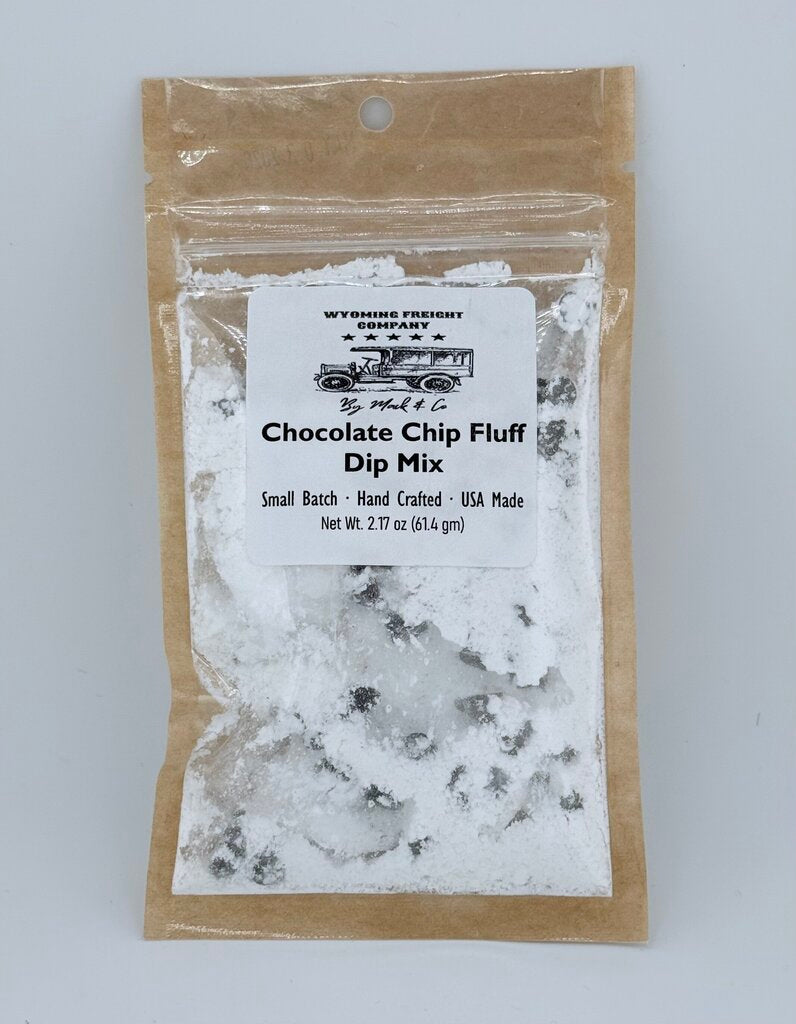 WYOMING FREIGHT
COMPANY
By Mark & Co
Chocolate Chip Fluff
Dip Mix
Small Batch · Hand Crafted · USA Made
Net Wt. 2.17 oz (61.4 gm)